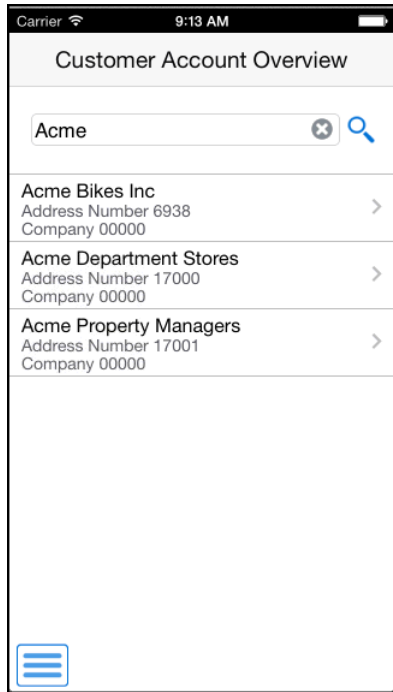 Carrier 9:13 AM
Customer Account Overview
Acme
Acme Bikes Inc
Address Number 6938
Company 00000
Acme Department Stores
Address Number 17000
Company 00000
Acme Property Managers
Address Number 17001
Company 00000